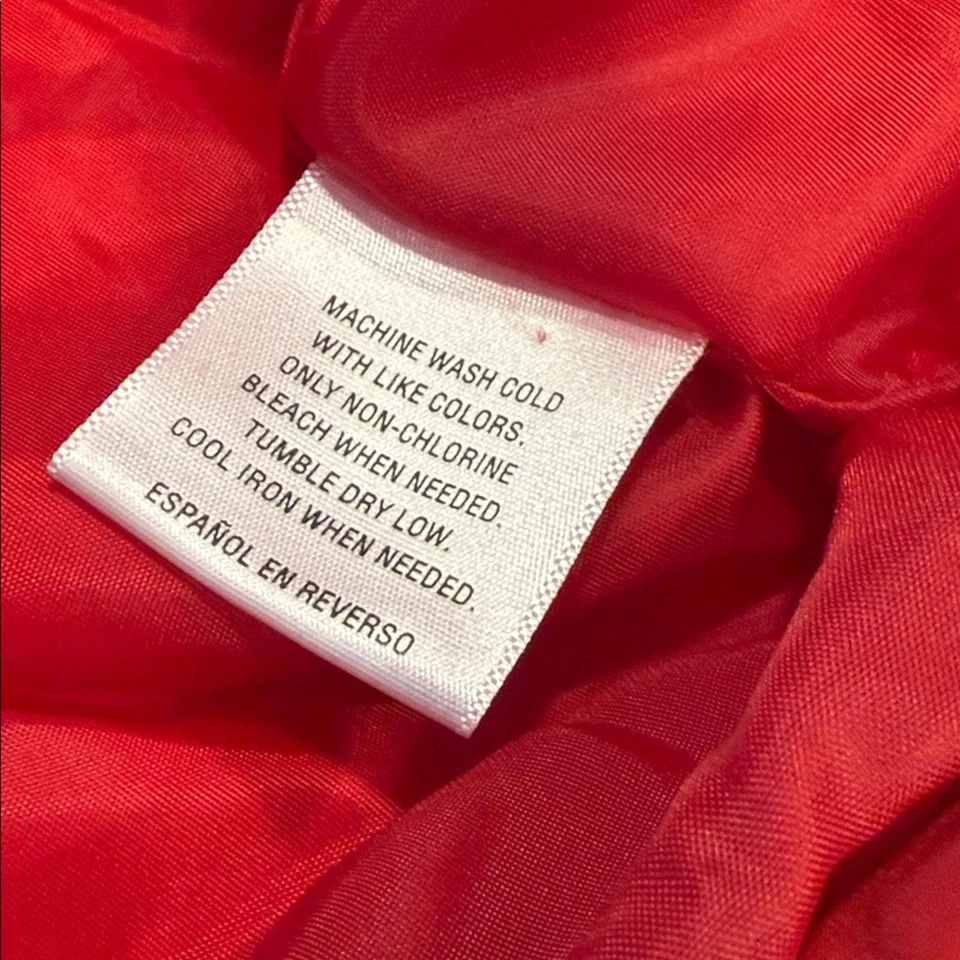 MACHINE WASH COLD
WITH LIKE COLORS.
ONLY NON-CHLORINE
BLEACH WHEN NEEDED.
TUMBLE DRY LOW.
COOL IRON WHEN NEEDED.
ESPAÑOL EN REVERSO